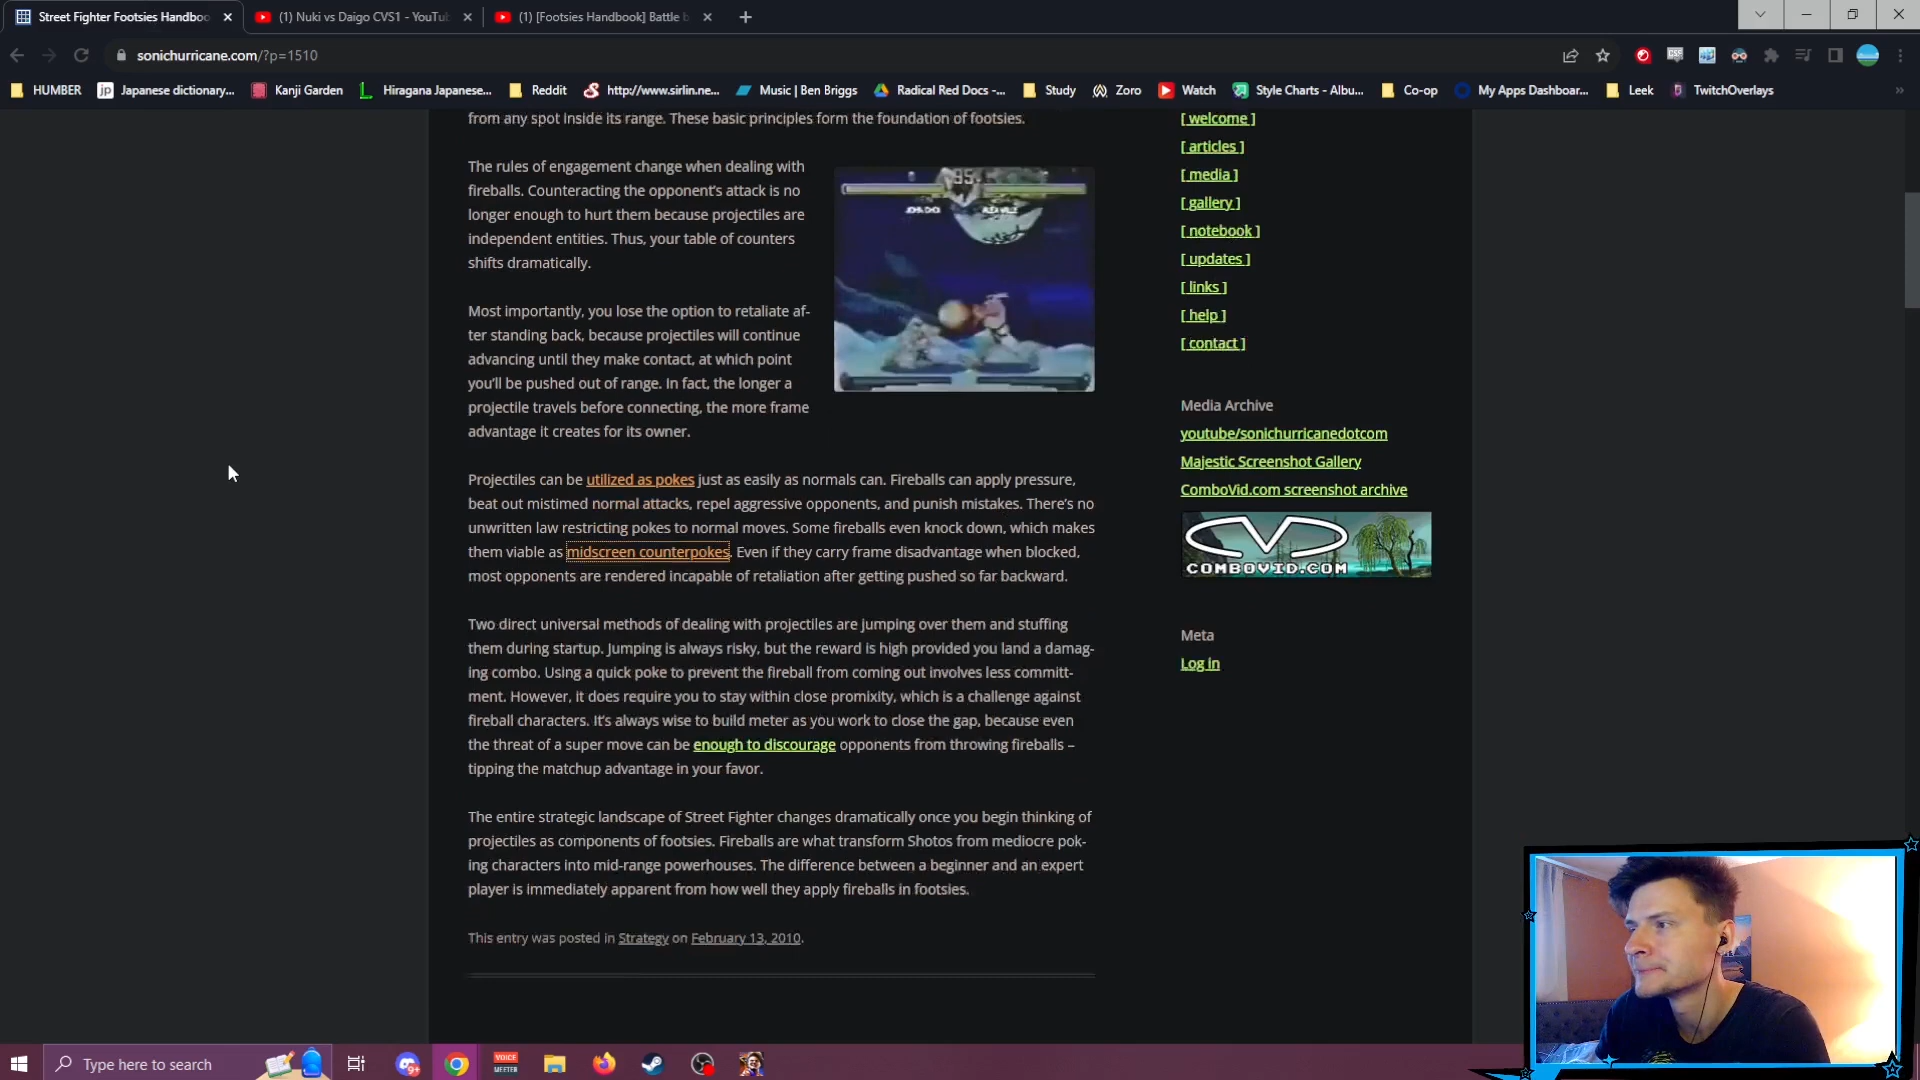 Street Fighter Footsies Handboo
(1) Nuki vs Daigo CVS1 - YouTu
(1) [Footsies Handbook] Battle b
sonichurricane.com/?p=1510
HUMBER
jp
Japanese dictionary...
Kanji Garden
Hiragana Japanese...
Reddit
http://www.sirlin.ne...
Music | Ben Briggs
Radical Red Docs -...
Study
Zoro
Watch
Style Charts - Albu...
Co-op
My Apps Dashboar...
Leek
TwitchOverlays
from any spot inside its range. These basic principles form the foundation of footsies.
The rules of engagement change when dealing with
fireballs. Counteracting the opponent's attack is no
longer enough to hurt them because projectiles are
independent entities. Thus, your table of counters
shifts dramatically.
Most importantly, you lose the option to retaliate af-
ter standing back, because projectiles will continue
advancing until they make contact, at which point
you'll be pushed out of range. In fact, the longer a
projectile travels before connecting, the more frame
advantage it creates for its owner.
Projectiles can be utilized as pokes just as easily as normals can. Fireballs can apply pressure,
beat out mistimed normal attacks, repel aggressive opponents, and punish mistakes. There's no
unwritten law restricting pokes to normal moves. Some fireballs even knock down, which makes
them viable as midscreen counterpokes. Even if they carry frame disadvantage when blocked,
most opponents are rendered incapable of retaliation after getting pushed so far backward.
Two direct universal methods of dealing with projectiles are jumping over them and stuffing
them during startup. Jumping is always risky, but the reward is high provided you land a damag-
ing combo. Using a quick poke to prevent the fireball from coming out involves less committ-
ment. However, it does require you to stay within close promixity, which is a challenge against
fireball characters. It's always wise to build meter as you work to close the gap, because even
the threat of a super move can be enough to discourage opponents from throwing fireballs –
tipping the matchup advantage in your favor.
The entire strategic landscape of Street Fighter changes dramatically once you begin thinking of
projectiles as components of footsies. Fireballs are what transform Shotos from mediocre pok-
ing characters into mid-range powerhouses. The difference between a beginner and an expert
player is immediately apparent from how well they apply fireballs in footsies.
This entry was posted in Strategy on February 13, 2010.
[ welcome ]
[ articles ]
[ media ]
[ gallery ]
[ notebook ]
[ updates ]
[ links ]
[ help ]
[ contact ]
Media Archive
youtube/sonichurricanedotcom
Majestic Screenshot Gallery
ComboVid.com screenshot archive
CV
COMBOVID.COM
Meta
Log in
Type here to search
VOICE
MEETER